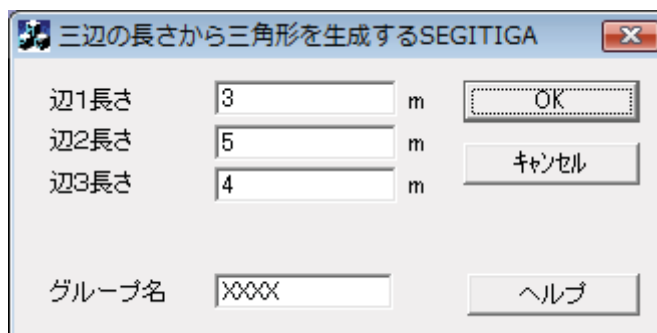 三辺の長さから三角形を生成するSEGITIGA
辺1長さ 3 m OK
辺2長さ 5 m
キャンセル
辺3長さ 4 m
グループ名 XXXX ヘルプ